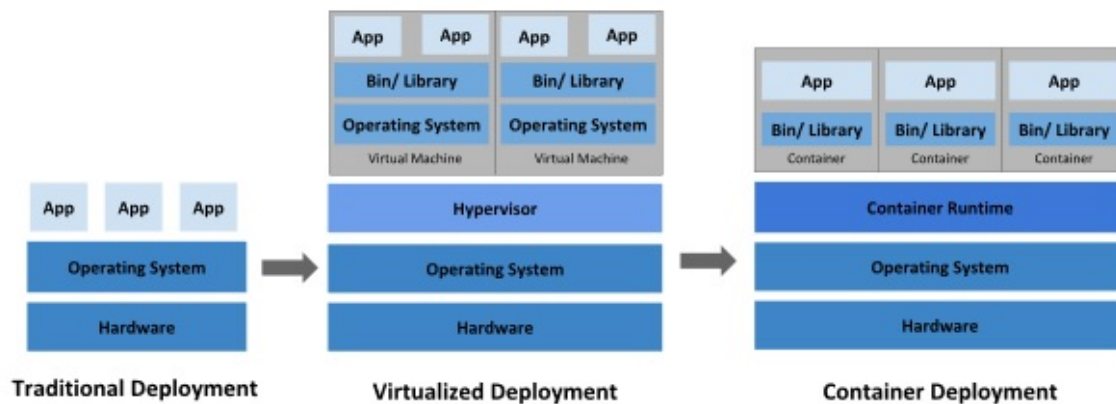 App App App
Operating System
Hardware
Traditional Deployment
App App App App
Bin/ Library Bin/ Library
Operating System Operating System
Virtual Machine Virtual Machine
Hypervisor
Operating System
Hardware
Virtualized Deployment
App App App
Bin/ Library Bin/ Library Bin/ Library
Container Container Container
Container Runtime
Operating System
Hardware
Container Deployment